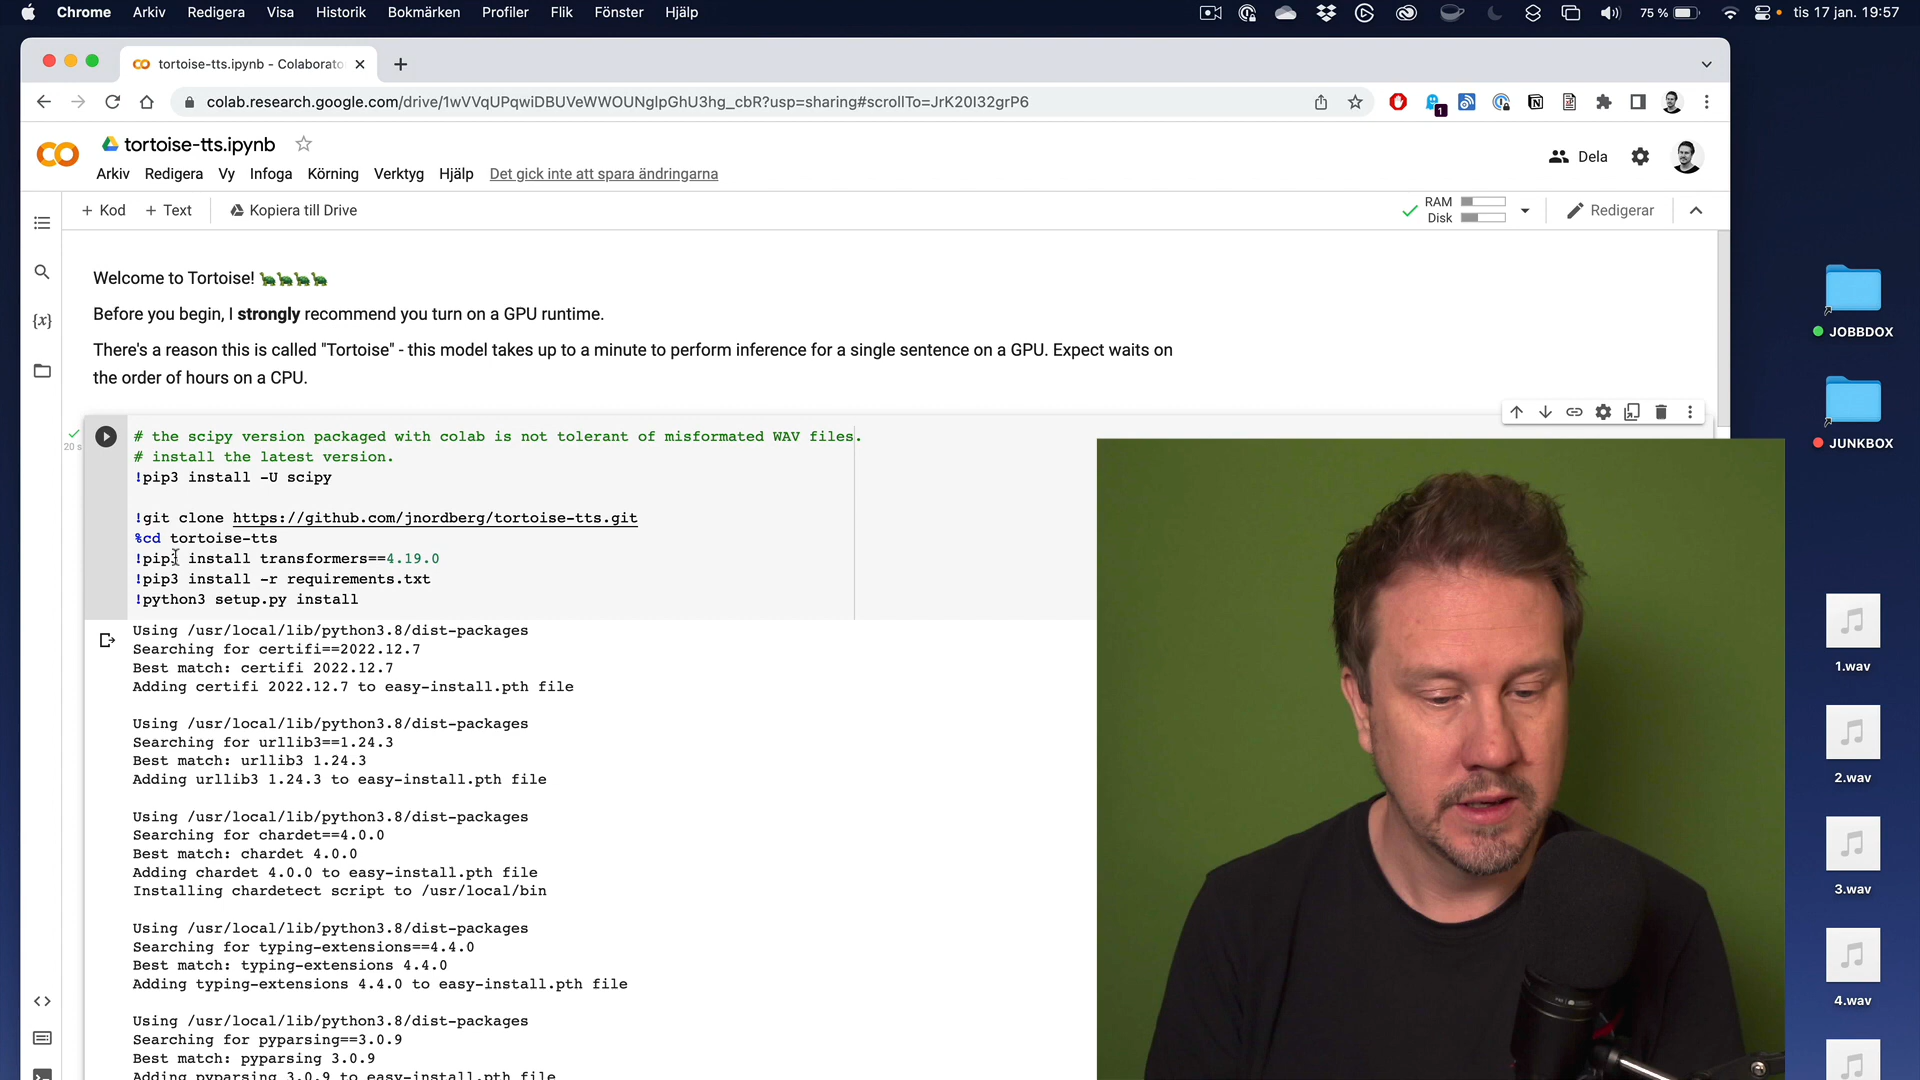 Chrome Arkiv Redigera Visa Historik Bokmärken Profiler Flik Fönster Hjälp 75 % tis 17 jan. 19:57
tortoise-tts.ipynb - Colaborato
colab.research.google.com/drive/1wVVqUPqwiDBUVeWWOUNglpGhU3hg_cbR?usp=sharing#scrollTo=JrK20I32grP6
1
tortoise-tts.ipynb
Dela
Arkiv Redigera Vy Infoga Körning Verktyg Hjälp Det gick inte att spara ändringarna
+ Kod + Text Kopiera till Drive RAM Disk Redigerar
Welcome to Tortoise! 🐢🐢🐢🐢
Before you begin, I strongly recommend you turn on a GPU runtime.
There's a reason this is called "Tortoise" - this model takes up to a minute to perform inference for a single sentence on a GPU. Expect waits on
the order of hours on a CPU.
20 s
# the scipy version packaged with colab is not tolerant of misformated WAV files.
# install the latest version.
!pip3 install -U scipy
!git clone https://github.com/jnordberg/tortoise-tts.git
%cd tortoise-tts
!pip3 install transformers==4.19.0
!pip3 install -r requirements.txt
!python3 setup.py install
Using /usr/local/lib/python3.8/dist-packages
Searching for certifi==2022.12.7
Best match: certifi 2022.12.7
Adding certifi 2022.12.7 to easy-install.pth file
Using /usr/local/lib/python3.8/dist-packages
Searching for urllib3==1.24.3
Best match: urllib3 1.24.3
Adding urllib3 1.24.3 to easy-install.pth file
Using /usr/local/lib/python3.8/dist-packages
Searching for chardet==4.0.0
Best match: chardet 4.0.0
Adding chardet 4.0.0 to easy-install.pth file
Installing chardetect script to /usr/local/bin
Using /usr/local/lib/python3.8/dist-packages
Searching for typing-extensions==4.4.0
Best match: typing-extensions 4.4.0
Adding typing-extensions 4.4.0 to easy-install.pth file
Using /usr/local/lib/python3.8/dist-packages
Searching for pyparsing==3.0.9
Best match: pyparsing 3.0.9
Adding pyparsing 3.0.9 to easy-install.pth file
JOBBDOX
JUNKBOX
1.wav
2.wav
3.wav
4.wav